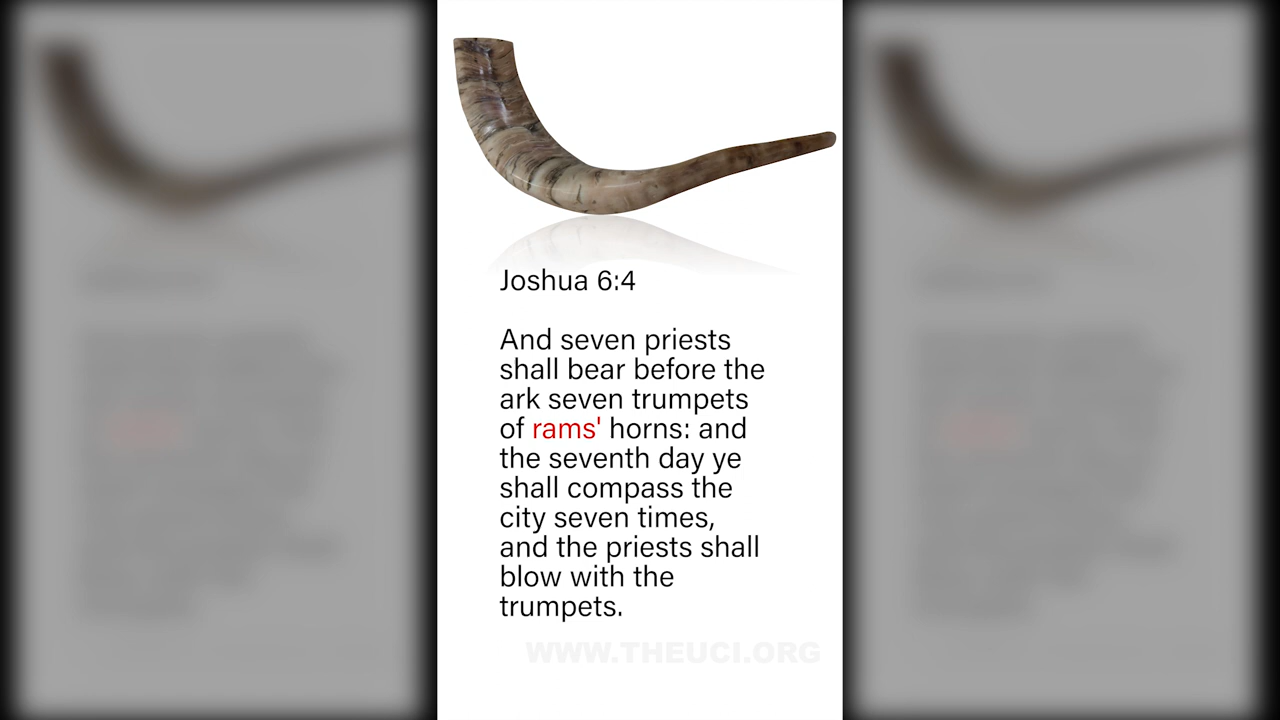 Joshua 6:4
And seven priests
shall bear before the
ark seven trumpets
of rams' horns: and
the seventh day ye
shall compass the
city seven times,
and the priests shall
blow with the
trumpets.
WWW.THEUCI.ORG